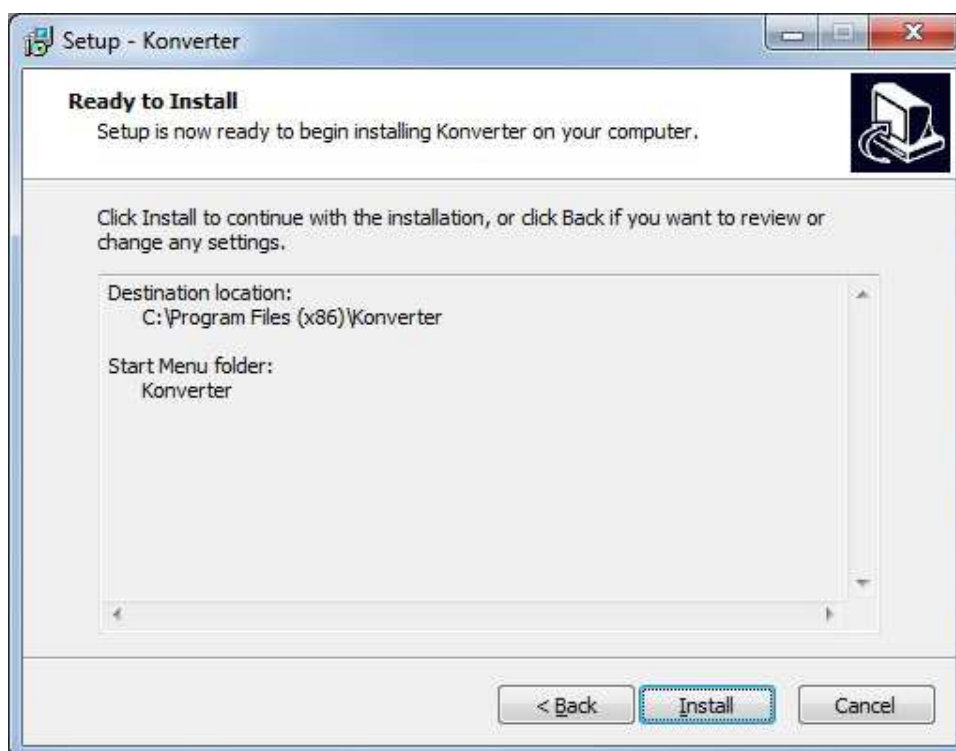 Setup - Konverter
Ready to Install
Setup is now ready to begin installing Konverter on your computer.
Click Install to continue with the installation, or click Back if you want to review or
change any settings.
Destination location:
C:\Program Files (x86)\Konverter
Start Menu folder:
Konverter
< Back
Install
Cancel